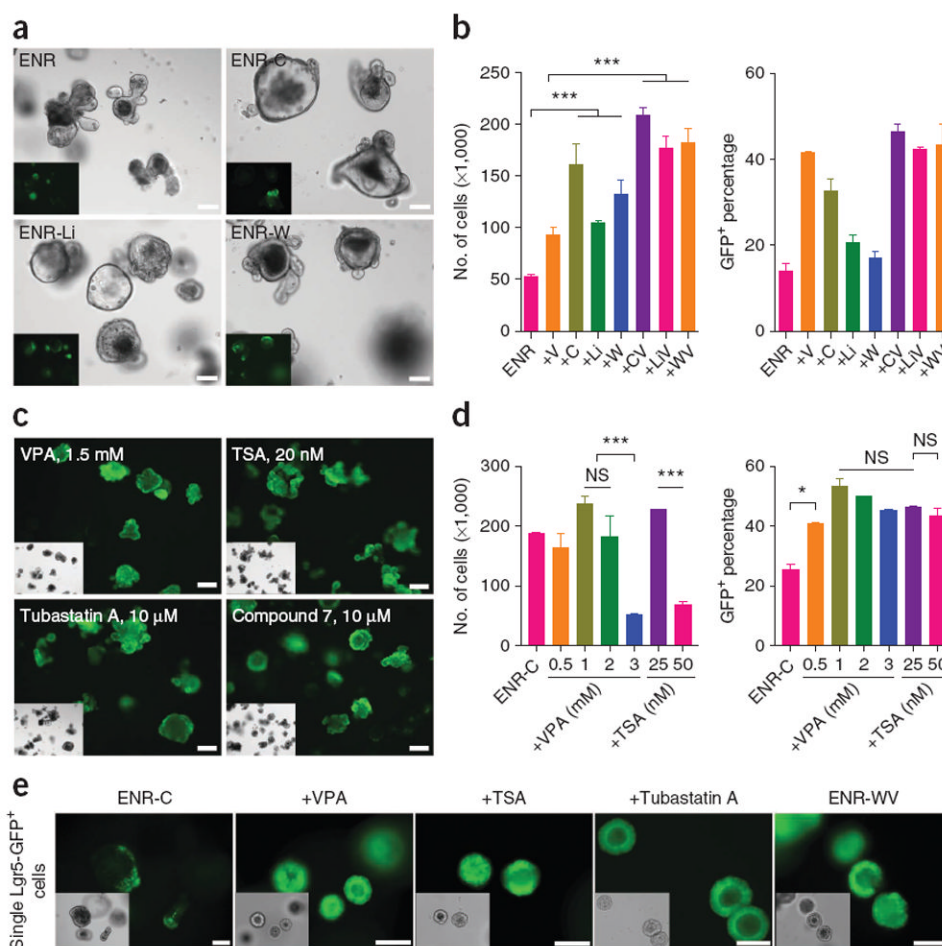 a
ENR
ENR-C
ENR-Li
ENR-W
b
250
200
150
100
50
0
No. of cells (×1,000)
***
***
ENR
+V
+C
+Li
+W
+CV
+LiV
+WV
60
40
20
0
GFP+ percentage
ENR
+V
+C
+Li
+W
+CV
+LiV
+WV
c
VPA, 1.5 mM
TSA, 20 nM
Tubastatin A, 10 μM
Compound 7, 10 μM
d
300
200
100
0
No. of cells (×1,000)
NS
***
***
ENR-C
0.5 1 2 3 25 50
+VPA (mM)
+TSA (nM)
80
60
40
20
0
GFP+ percentage
*
NS
NS
ENR-C
0.5 1 2 3 25 50
+VPA (mM)
+TSA (nM)
e
ENR-C
+VPA
+TSA
+Tubastatin A
ENR-WV
Single Lgr5-GFP+
cells